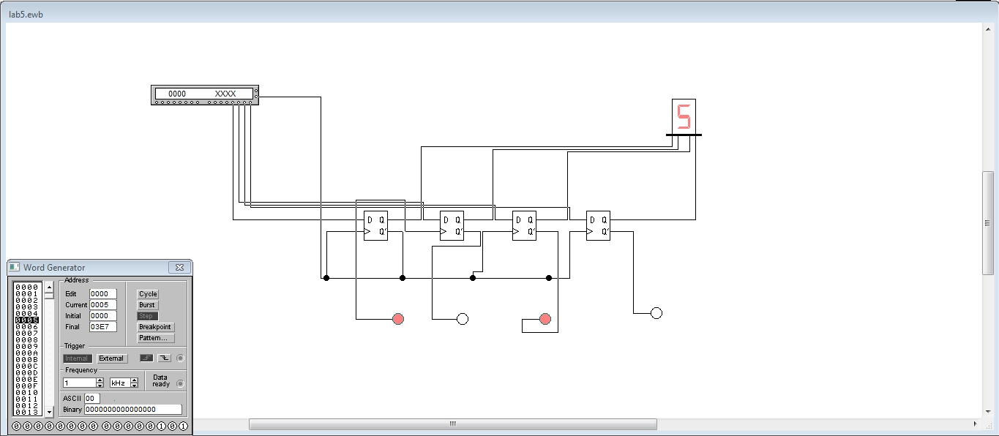 lab5.ewb
0000 XXXX
5
D Q
Q'
D Q
Q'
D Q
Q'
D Q
Q'
Word Generator
0000
0001
0002
0003
0004
0005
0006
0007
0008
0009
000A
000B
000C
000D
000E
000F
0010
0011
0012
0013
Address
Edit 0000
Current 0005
Initial 0000
Final 03E7
Cycle
Burst
Step
Breakpoint
Pattern...
Trigger
Internal External
Frequency
1 kHz
Data
ready
ASCII 00 .
Binary 0000000000000000
0 0 0 0 0 0 0 0 0 0 0 0 0 1 0 1